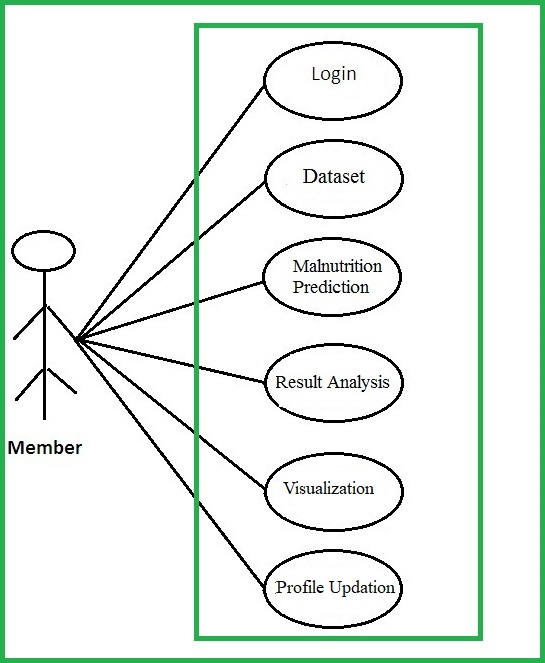 Login
Dataset
Malnutrition
Prediction
Result Analysis
Member
Visualization
Profile Updation